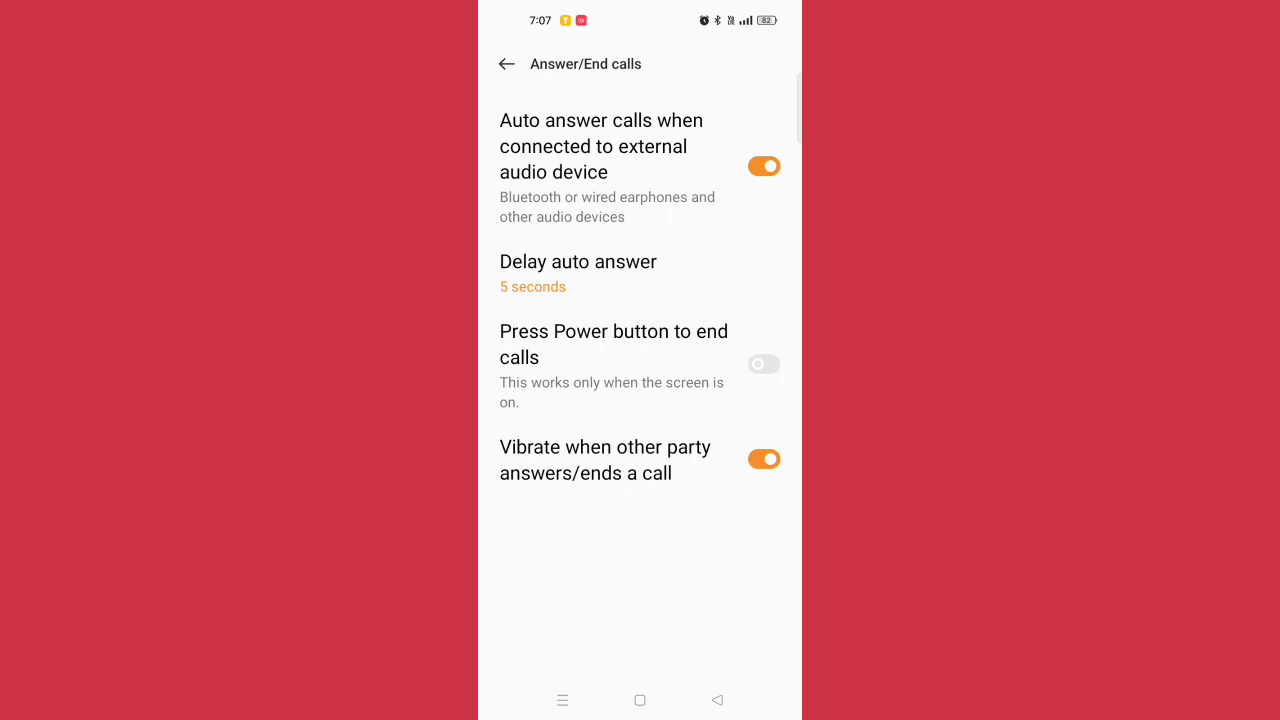 7:07 82
Answer/End calls
Auto answer calls when
connected to external
audio device
Bluetooth or wired earphones and
other audio devices
Delay auto answer
5 seconds
Press Power button to end
calls
This works only when the screen is
on.
Vibrate when other party
answers/ends a call